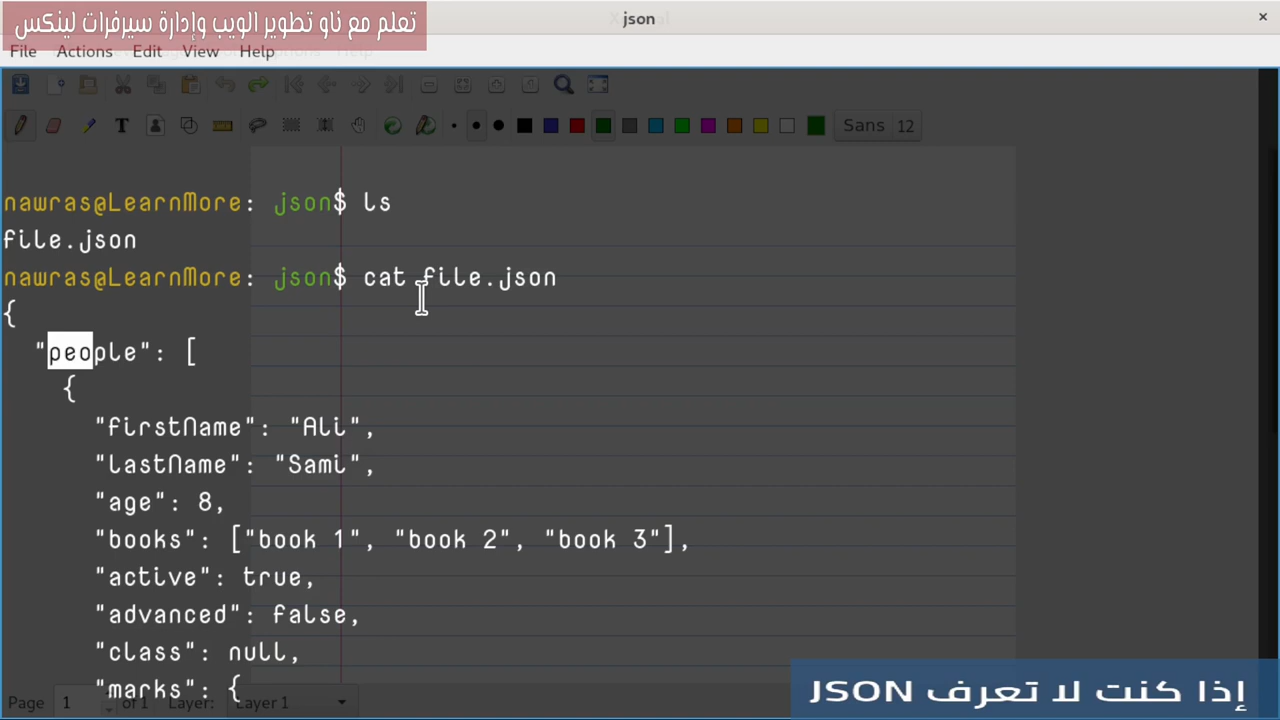 تعلم مع ناو تطوير الويب وإدارة سيرفرات لينكس
json
File Actions Edit View Help
Sans 12
nawras@LearnMore: json$ ls
file.json
nawras@LearnMore: json$ cat file.json
{
"people": [
{
"firstName": "Ali",
"lastName": "Sami",
"age": 8,
"books": ["book 1", "book 2", "book 3"],
"active": true,
"advanced": false,
"class": null,
"marks": {
Page 1 of 1 Layer: Layer 1
إذا كنت لا تعرف JSON